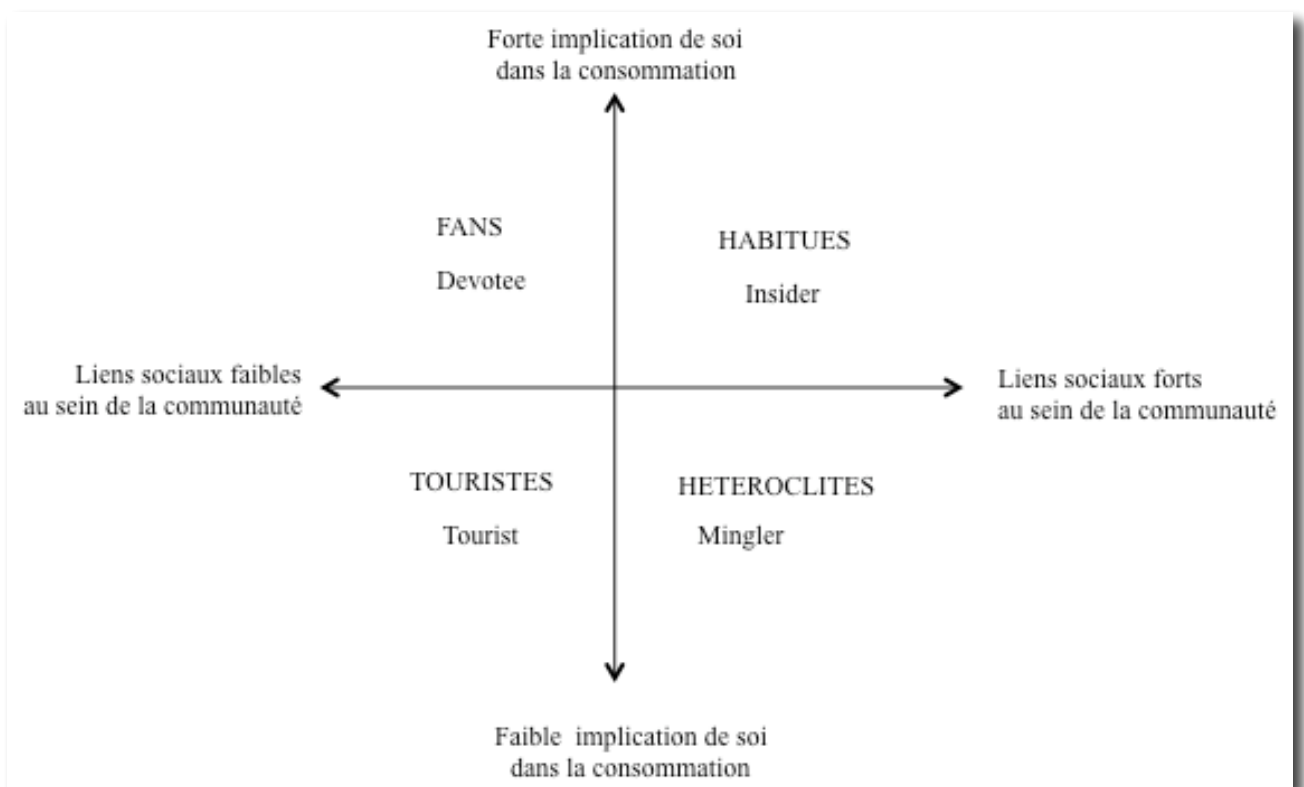 Forte implication de soi
dans la consommation
FANS
HABITUES
Devotee
Insider
Liens sociaux faibles
au sein de la communauté
Liens sociaux forts
au sein de la communauté
TOURISTES
HETEROCLITES
Tourist
Mingler
Faible implication de soi
dans la consommation